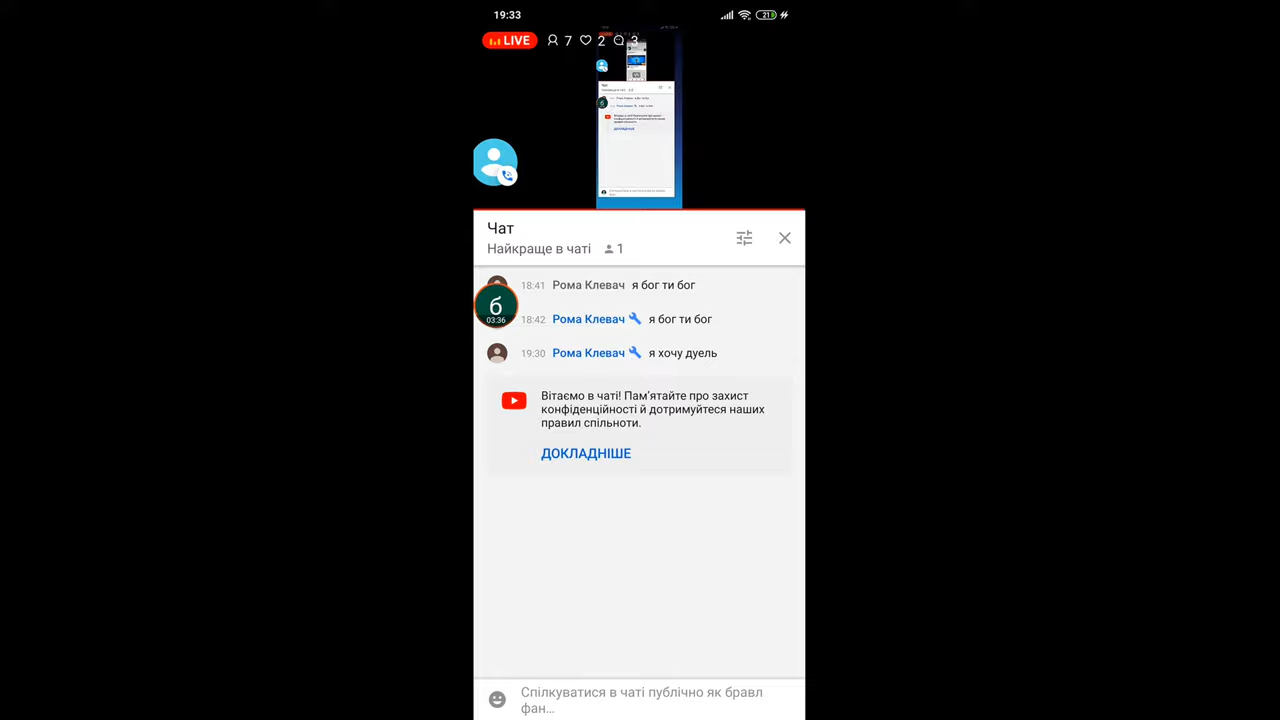 19:33
21
LIVE 7 2 3
Чат
Найкраще в чаті 1
18:41 Рома Клевач я бог ти бог
б
03:36
18:42 Рома Клевач я бог ти бог
19:30 Рома Клевач я хочу дуель
Вітаємо в чаті! Пам'ятайте про захист
конфіденційності й дотримуйтеся наших
правил спільноти.
ДОКЛАДНІШЕ
Спілкуватися в чаті публічно як бравл
фан...